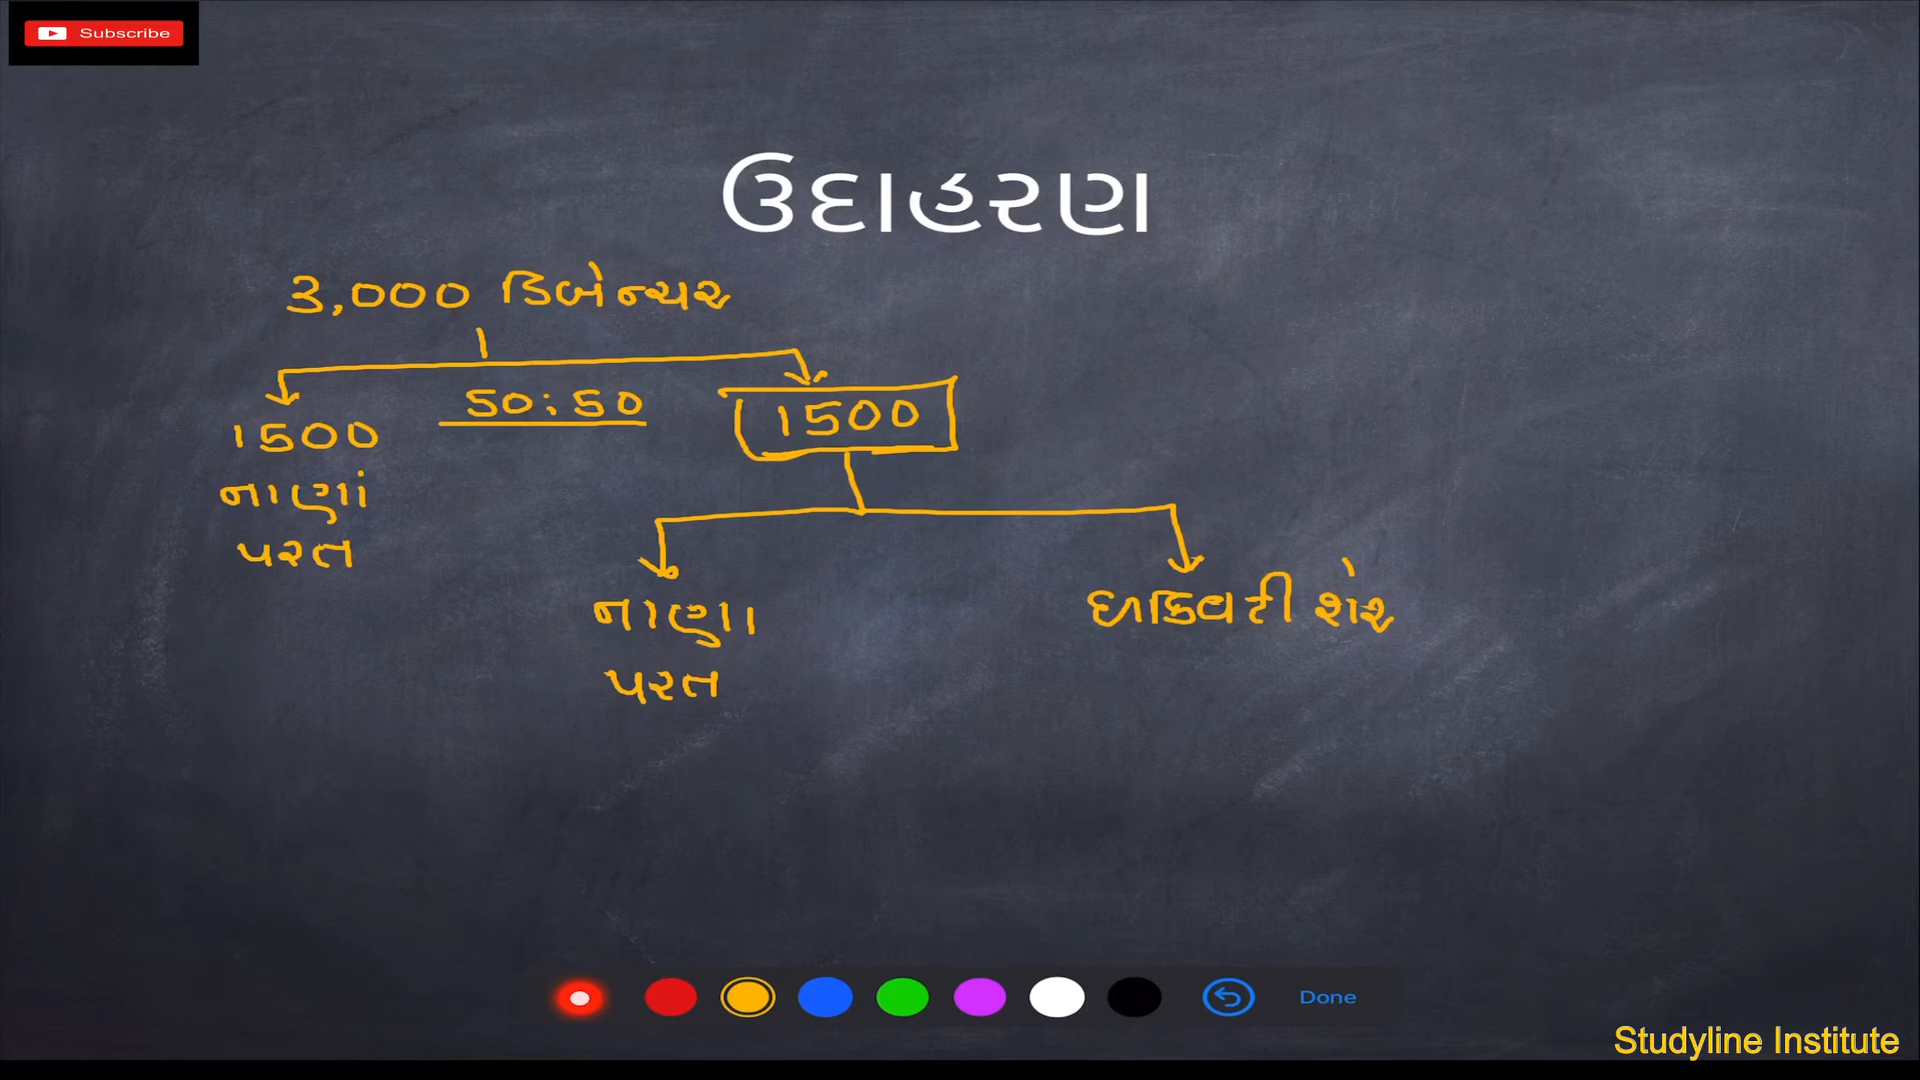 Subscribe
ઉદાહરણ
3,000 ડિબેન્ચર
50:50
1500
1500
નાણાં
પરત
નાણા
પરત
ઇક્વિટી શેર
Done
Studyline Institute